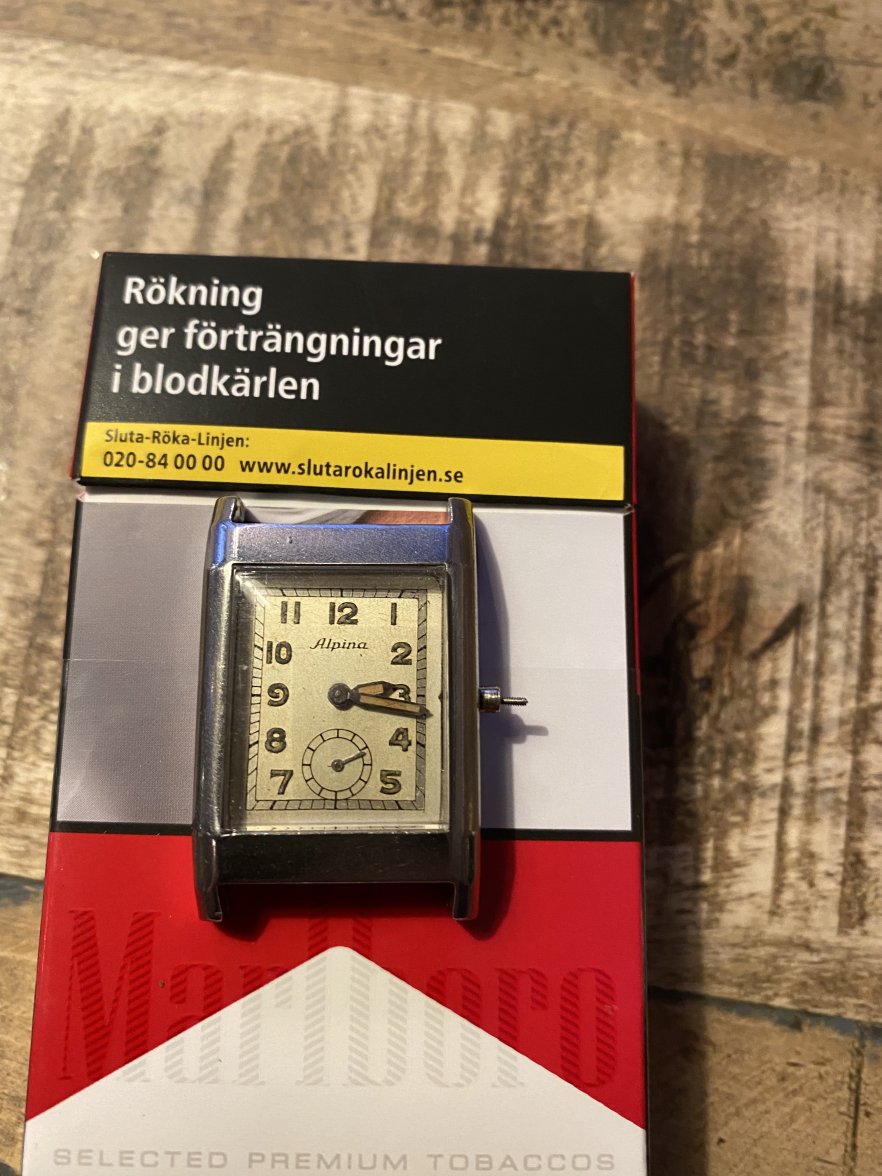 Rökning
ger förträngningar
i blodkärlen
Sluta-Röka-Linjen:
020-84 00 00 www.slutarokalinjen.se
11 12 1
Alpina
10 2
9 3
8 4
7 5
Marlboro
SELECTED PREMIUM TOBACCOS